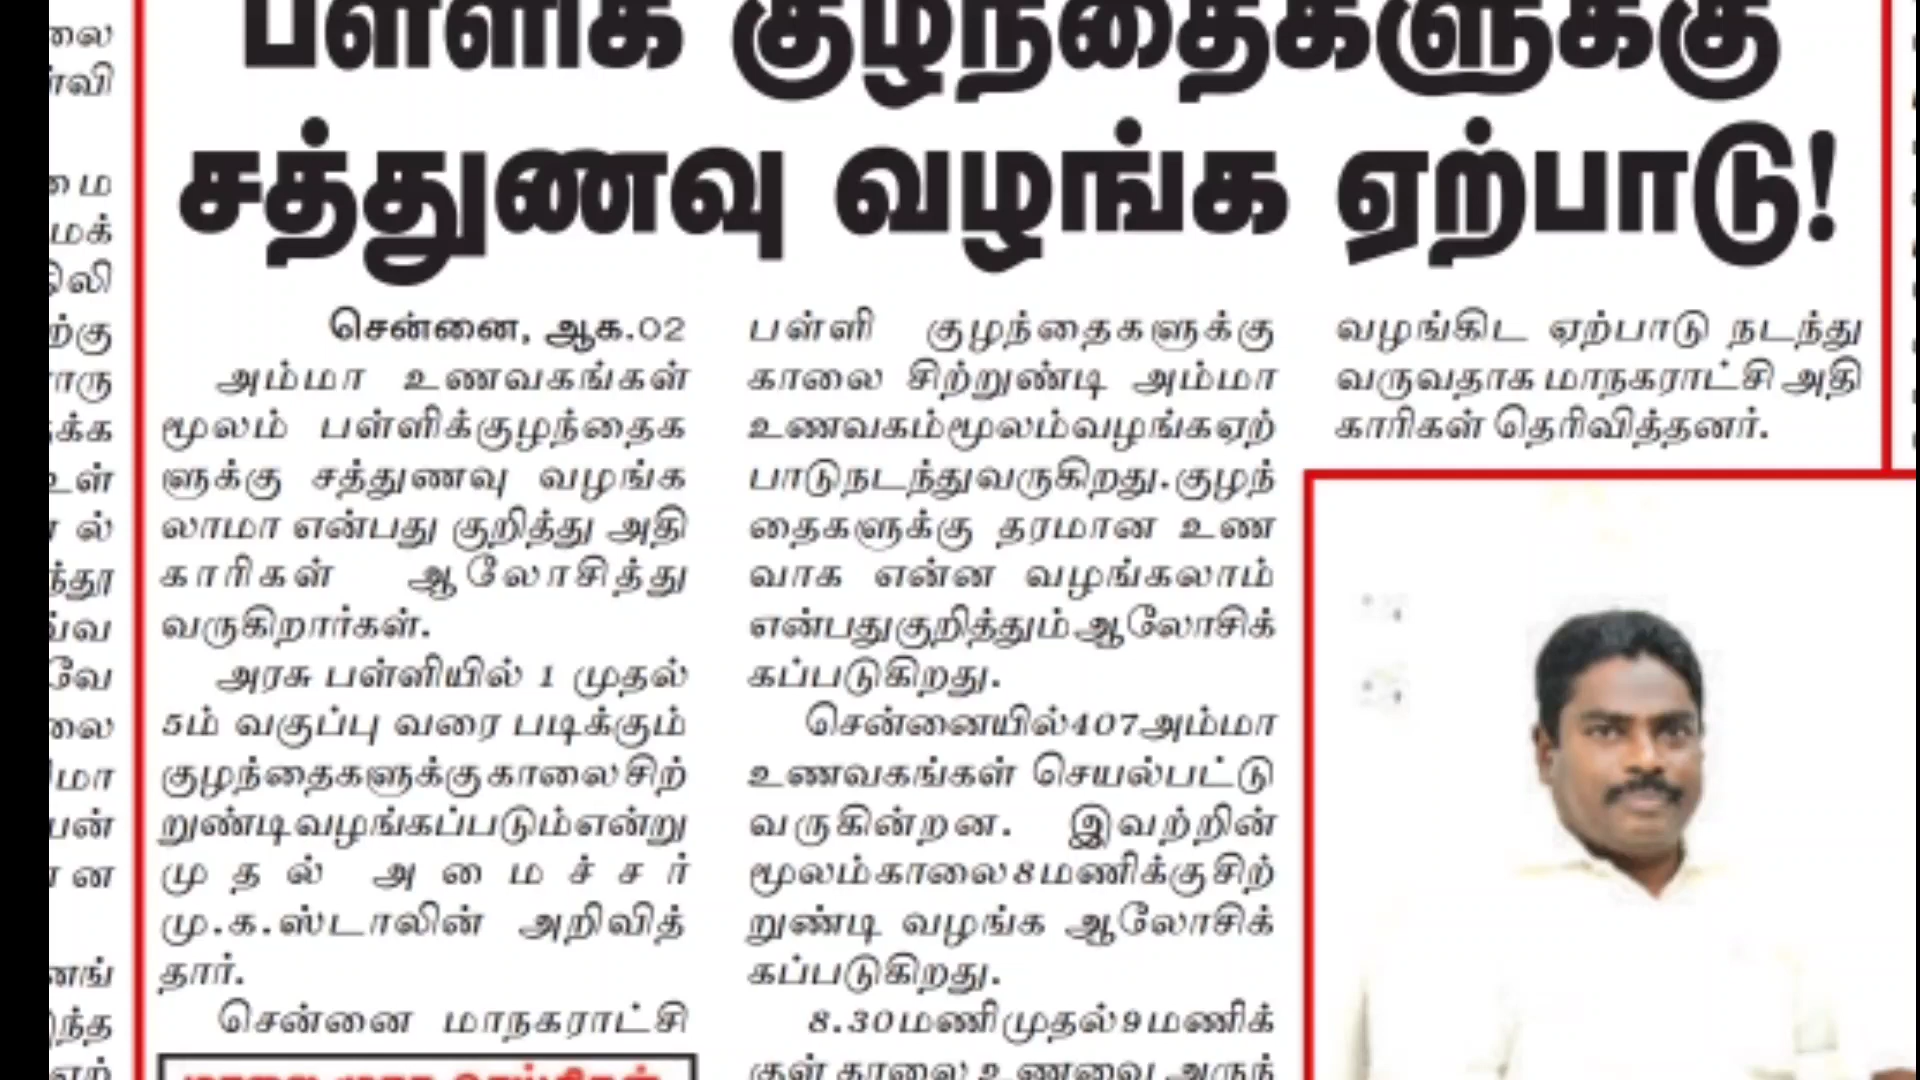 பள்ளிக் குழந்தைகளுக்கு
சத்துணவு வழங்க ஏற்பாடு!
சென்னை, ஆக.02
அம்மா உணவகங்கள்
மூலம் பள்ளிக்குழந்தைக
ளுக்கு சத்துணவு வழங்க
லாமா என்பது குறித்து அதி
காரிகள் ஆலோசித்து
வருகிறார்கள்.
அரசு பள்ளியில் 1 முதல்
5ம் வகுப்பு வரை படிக்கும்
குழந்தைகளுக்கு காலை சிற்
றுண்டி வழங்கப்படும் என்று
முதல் அமைச்சர்
மு.க.ஸ்டாலின் அறிவித்
தார்.
சென்னை மாநகராட்சி
பள்ளி குழந்தைகளுக்கு
காலை சிற்றுண்டி அம்மா
உணவகம் மூலம் வழங்க ஏற்
பாடு நடந்து வருகிறது. குழந்
தைகளுக்கு தரமான உண
வாக என்ன வழங்கலாம்
என்பது குறித்தும் ஆலோசிக்
கப்படுகிறது.
சென்னையில் 407 அம்மா
உணவகங்கள் செயல்பட்டு
வருகின்றன. இவற்றின்
மூலம் காலை 8 மணிக்கு சிற்
றுண்டி வழங்க ஆலோசிக்
கப்படுகிறது.
8.30 மணி முதல் 9 மணிக்
குள் காலை உணவை அருந்
வழங்கிட ஏற்பாடு நடந்து
வருவதாக மாநகராட்சி அதி
காரிகள் தெரிவித்தனர்.